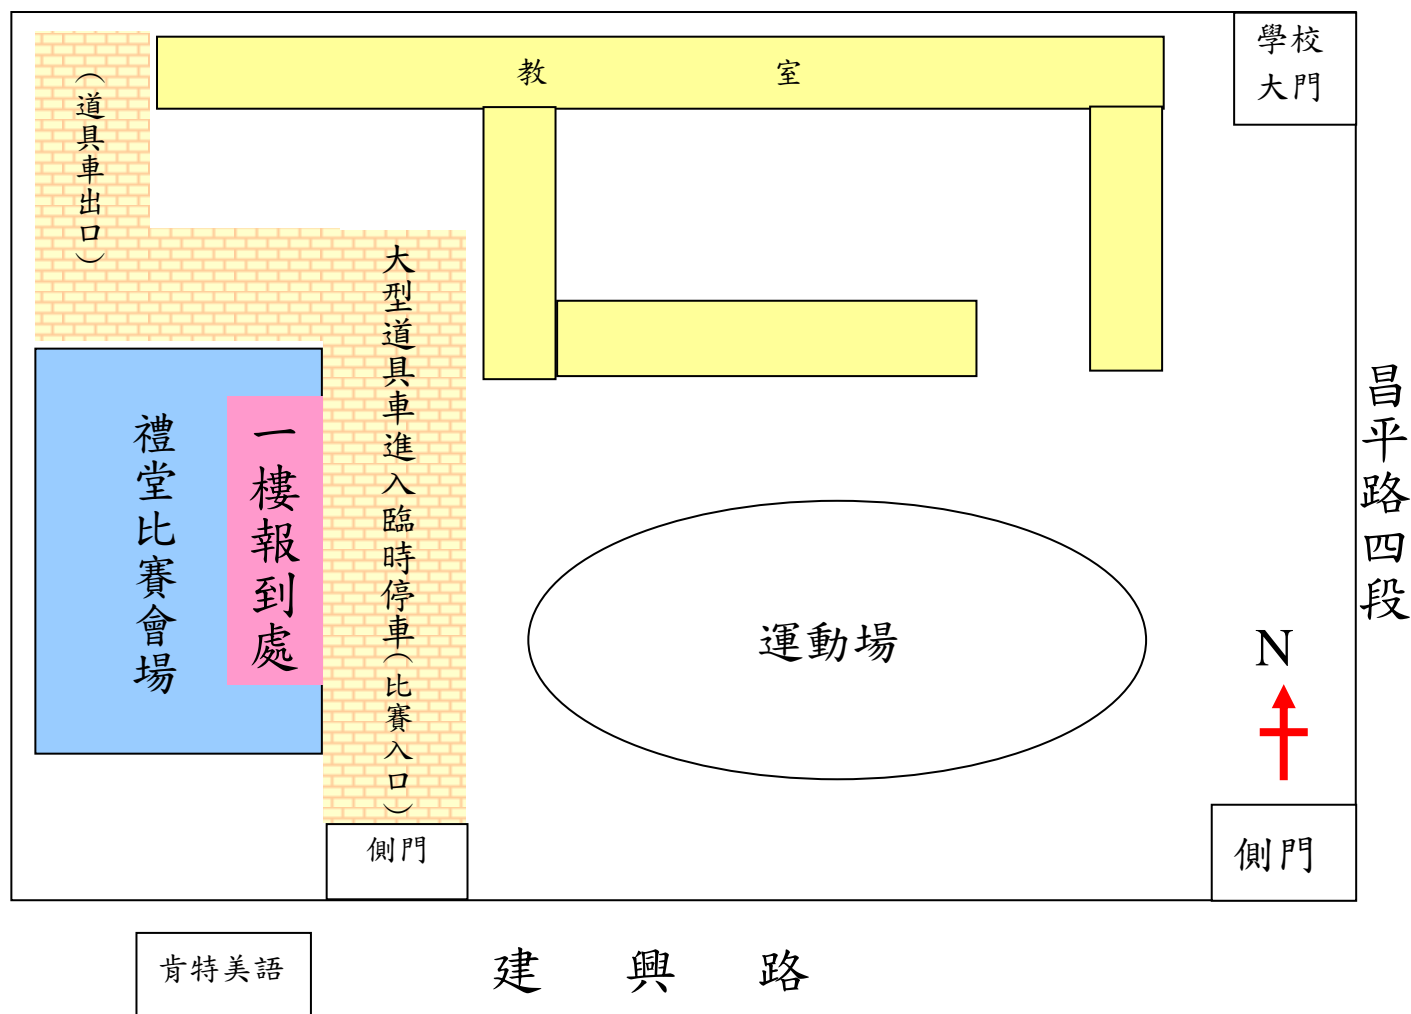 學校
大門
教室
（道具車出口）
大型道具車進入臨時停車（比賽入口）
禮堂比賽會場
一樓報到處
運動場
昌平路四段
N
側門
側門
肯特美語
建興路